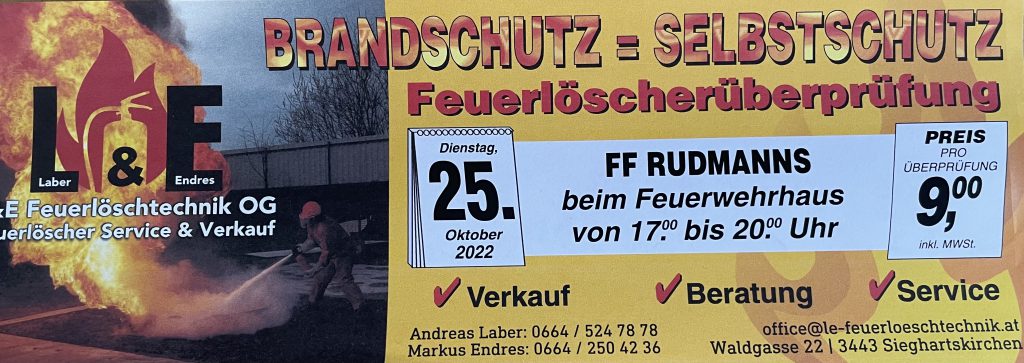 BRANDSCHUTZ = SELBSTSCHUTZ
Feuerlöscherüberprüfung
L & E
Laber Endres
&E Feuerlöschtechnik OG
uerlöscher Service & Verkauf
Dienstag,
25.
Oktober
2022
FF RUDMANNS
beim Feuerwehrhaus
von 17.00 bis 20.00 Uhr
PREIS
PRO
ÜBERPRÜFUNG
9,00
inkl. MWSt.
Verkauf
Beratung
Service
Andreas Laber: 0664 / 524 78 78
Markus Endres: 0664 / 250 42 36
office@le-feuerloeschtechnik.at
Waldgasse 22 | 3443 Sieghartskirchen